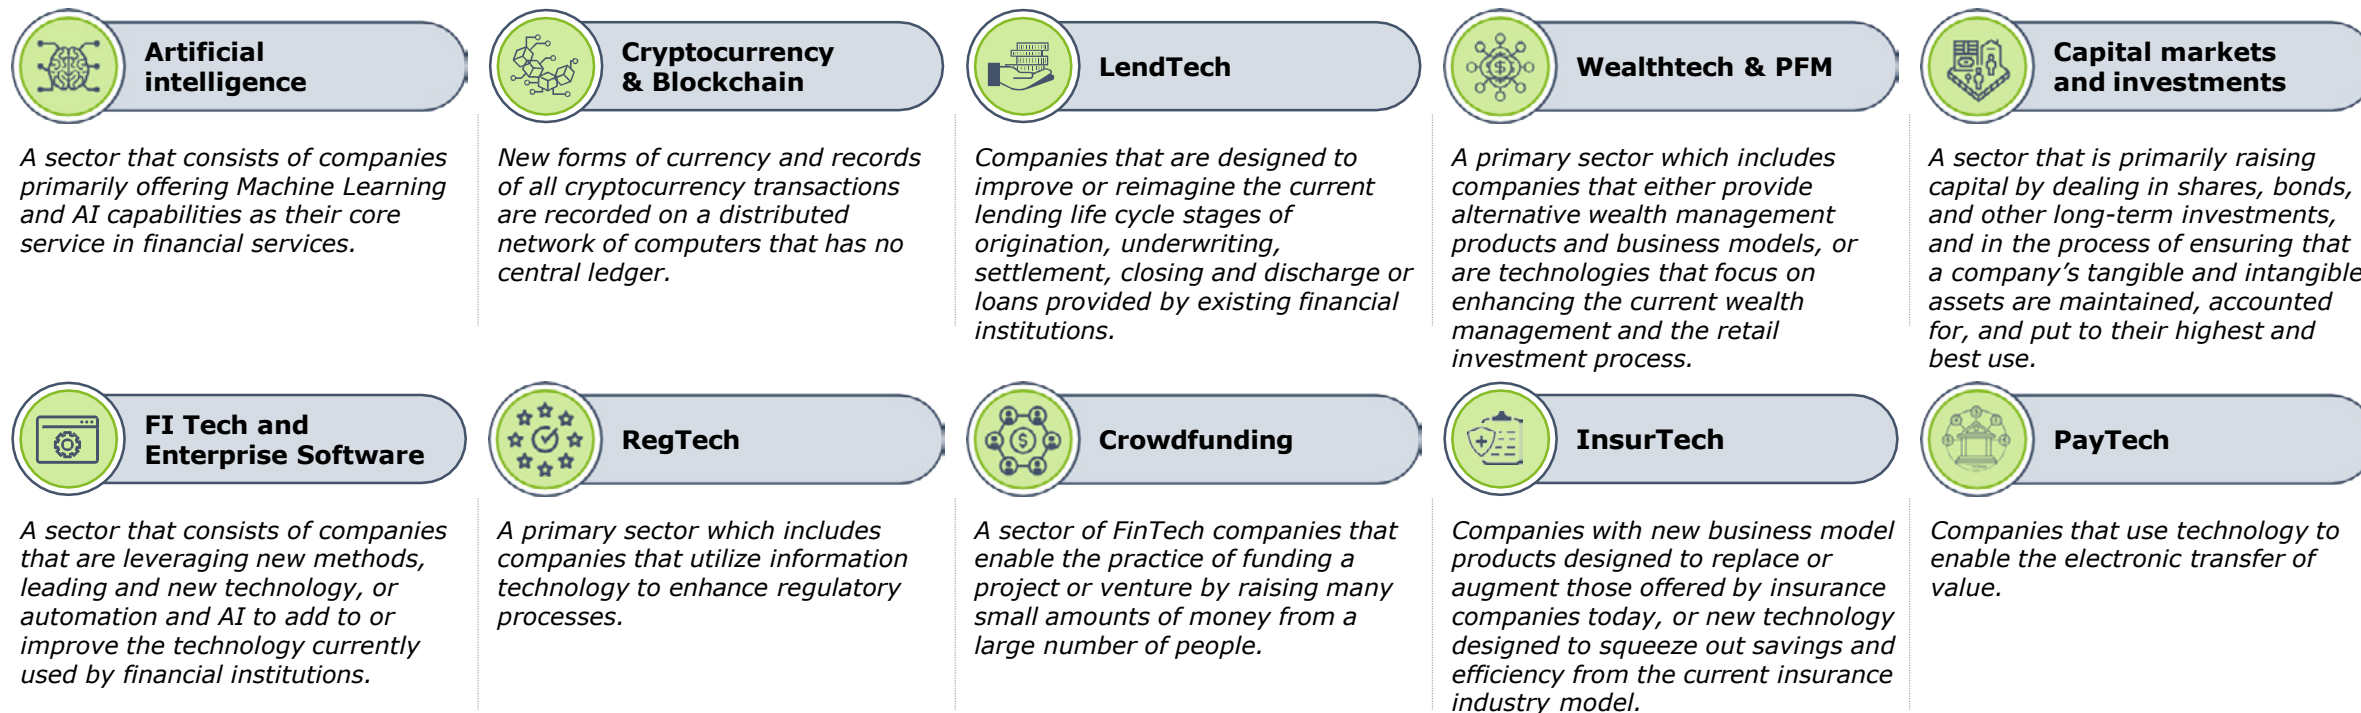 Artificial
intelligence
A sector that consists of companies
primarily offering Machine Learning
and AI capabilities as their core
service in financial services.
Cryptocurrency
& Blockchain
New forms of currency and records
of all cryptocurrency transactions
are recorded on a distributed
network of computers that has no
central ledger.
LendTech
Companies that are designed to
improve or reimagine the current
lending life cycle stages of
origination, underwriting,
settlement, closing and discharge or
loans provided by existing financial
institutions.
Wealthtech & PFM
A primary sector which includes
companies that either provide
alternative wealth management
products and business models, or
are technologies that focus on
enhancing the current wealth
management and the retail
investment process.
Capital markets
and investments
A sector that is primarily raising
capital by dealing in shares, bonds,
and other long-term investments,
and in the process of ensuring that
a company’s tangible and intangible
assets are maintained, accounted
for, and put to their highest and
best use.
FI Tech and
Enterprise Software
A sector that consists of companies
that are leveraging new methods,
leading and new technology, or
automation and AI to add to or
improve the technology currently
used by financial institutions.
RegTech
A primary sector which includes
companies that utilize information
technology to enhance regulatory
processes.
Crowdfunding
A sector of FinTech companies that
enable the practice of funding a
project or venture by raising many
small amounts of money from a
large number of people.
InsurTech
Companies with new business model
products designed to replace or
augment those offered by insurance
companies today, or new technology
designed to squeeze out savings and
efficiency from the current insurance
industry model.
PayTech
Companies that use technology to
enable the electronic transfer of
value.